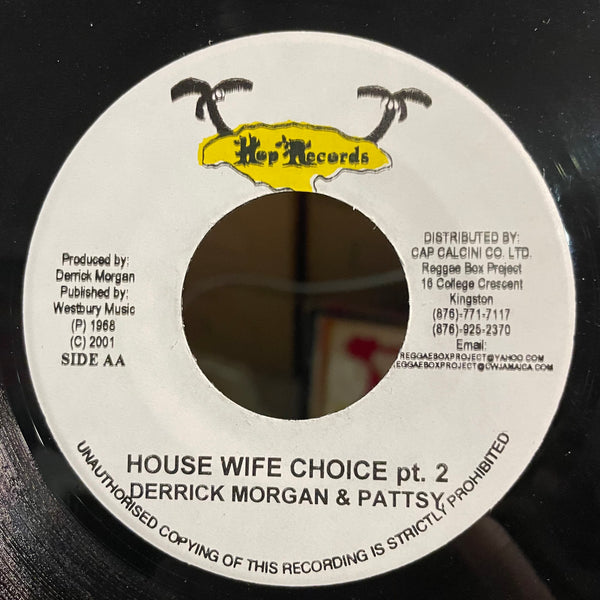 Hop Records
Produced by:
Derrick Morgan
Published by:
Westbury Music
(P) 1968
(C) 2001
SIDE AA
DISTRIBUTED BY:
CAP CALCINI CO. LTD.
Reggae Box Project
16 College Crescent
Kingston
(876)-771-7117
(876)-925-2370
Email:
REGGAEBOXPROJECT@YAHOO.COM
REGGAEBOXPROJECT@CWJAMAICA.COM
HOUSE WIFE CHOICE pt. 2
DERRICK MORGAN & PATTSY
UNAUTHORISED COPYING OF THIS RECORDING IS STRICTLY PROHIBITED